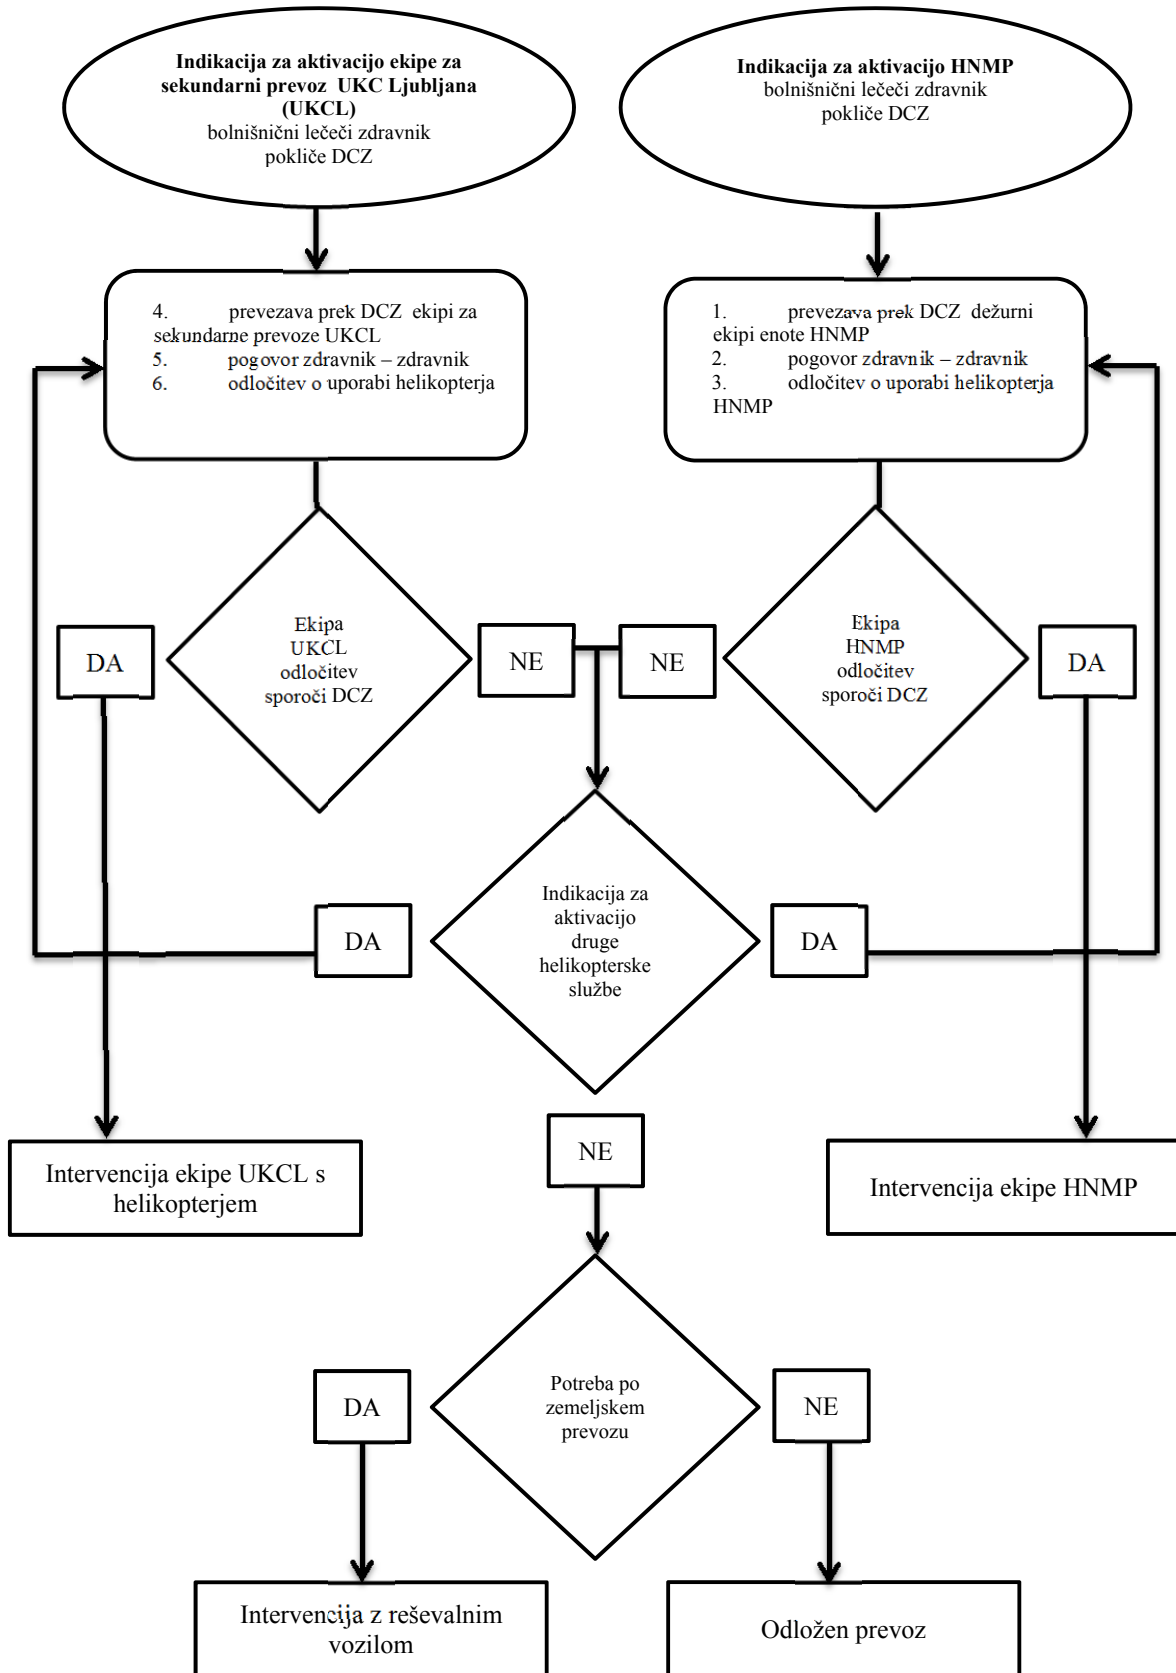 Indikacija za aktivacijo ekipe za
sekundarni prevoz UKC Ljubljana
(UKCL)
bolnišnični lečeči zdravnik
pokliče DCZ
Indikacija za aktivacijo HNMP
bolnišnični lečeči zdravnik
pokliče DCZ
4. prevezava prek DCZ ekipi za
sekundarne prevoze UKCL
5. pogovor zdravnik – zdravnik
6. odločitev o uporabi helikopterja
1. prevezava prek DCZ dežurni
ekipi enote HNMP
2. pogovor zdravnik – zdravnik
3. odločitev o uporabi helikopterja
HNMP
DA
Ekipa
UKCL
odločitev
sporoči DCZ
NE
NE
Ekipa
HNMP
odločitev
sporoči DCZ
DA
DA
Indikacija za
aktivacijo
druge
helikopterske
službe
DA
NE
Intervencija ekipe UKCL s
helikopterjem
Intervencija ekipe HNMP
DA
Potreba po
zemeljskem
prevozu
NE
Intervencija z reševalnim
vozilom
Odložen prevoz